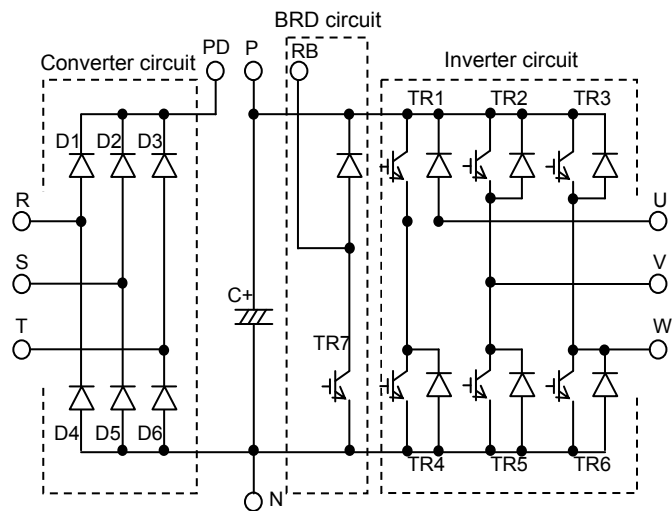 BRD circuit
Converter circuit
PD
P
RB
Inverter circuit
TR1
TR2
TR3
D1
D2
D3
R
U
S
V
C+
T
W
TR7
D4
D5
D6
TR4
TR5
TR6
N